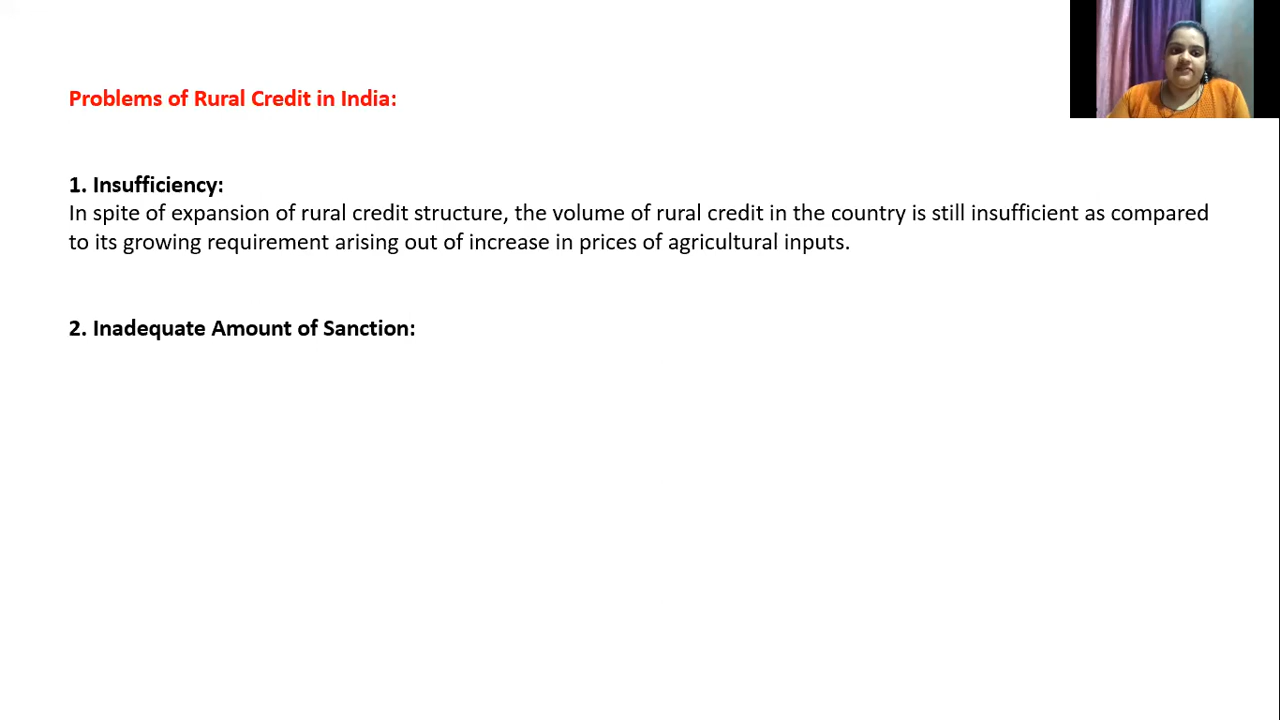 Problems of Rural Credit in India:
1. Insufficiency:
In spite of expansion of rural credit structure, the volume of rural credit in the country is still insufficient as compared
to its growing requirement arising out of increase in prices of agricultural inputs.
2. Inadequate Amount of Sanction: